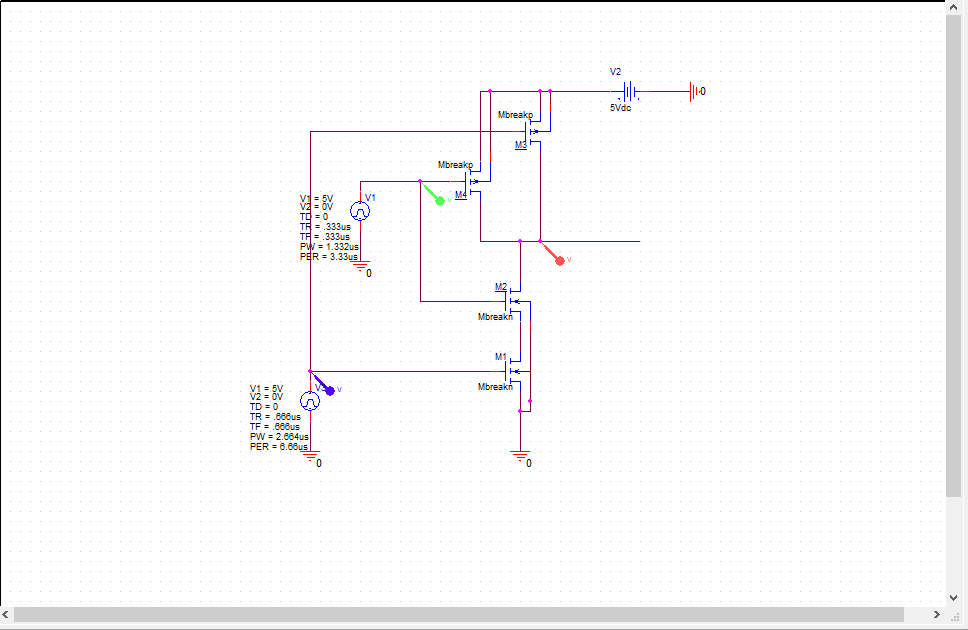 V2
0
5Vdc
Mbreakp
M3
Mbreakp
M4
V
V1
V1 = 5V
V2 = 0V
TD = 0
TR = .333us
TF = .333us
PW = 1.332us
PER = 3.33us
0
V
M2
Mbreakn
M1
Mbreakn
V
V1 = 5V
V2 = 0V
TD = 0
TR = .666us
TF = .666us
PW = 2.664us
PER = 6.66us
0
0